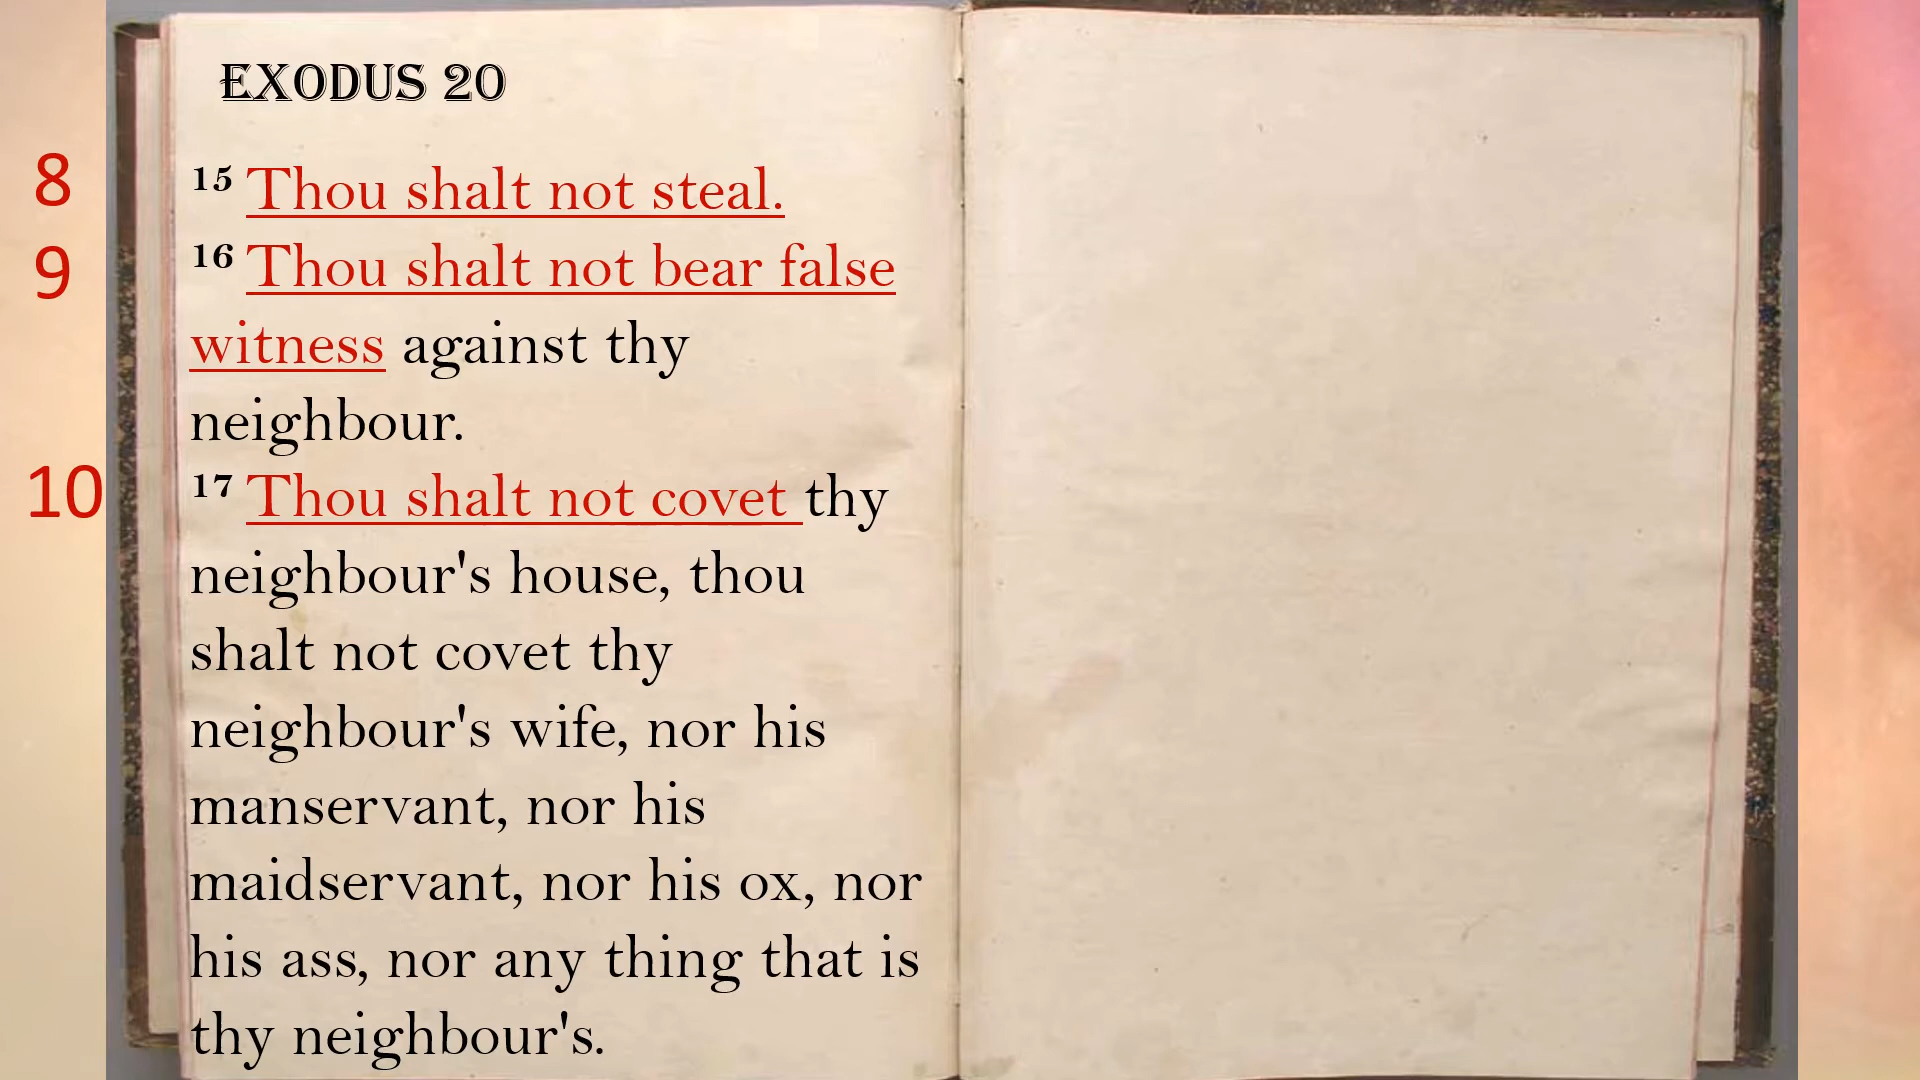 EXODUS 20
8
15 Thou shalt not steal.
9
16 Thou shalt not bear false
witness against thy
neighbour.
10
17 Thou shalt not covet thy
neighbour's house, thou
shalt not covet thy
neighbour's wife, nor his
manservant, nor his
maidservant, nor his ox, nor
his ass, nor any thing that is
thy neighbour's.